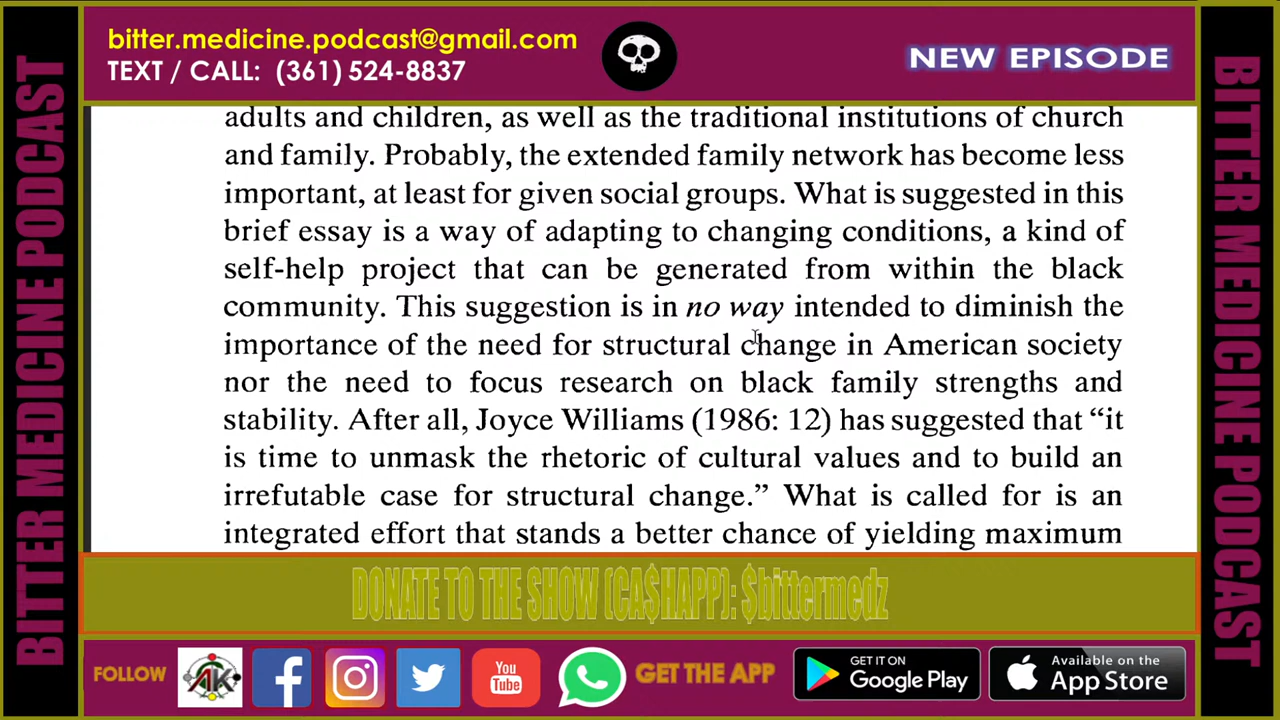 bitter.medicine.podcast@gmail.com
TEXT / CALL: (361) 524-8837
NEW EPISODE
BITTER MEDICINE PODCAST
adults and children, as well as the traditional institutions of church
and family. Probably, the extended family network has become less
important, at least for given social groups. What is suggested in this
brief essay is a way of adapting to changing conditions, a kind of
self-help project that can be generated from within the black
community. This suggestion is in no way intended to diminish the
importance of the need for structural change in American society
nor the need to focus research on black family strengths and
stability. After all, Joyce Williams (1986: 12) has suggested that “it
is time to unmask the rhetoric of cultural values and to build an
irrefutable case for structural change.” What is called for is an
integrated effort that stands a better chance of yielding maximum
BITTER MEDICINE PODCAST
DONATE TO THE SHOW (CA$HAPP): $bittermedz
FOLLOW
ATK
You
Tube
GET THE APP
GET IT ON
Google Play
Available on the
App Store